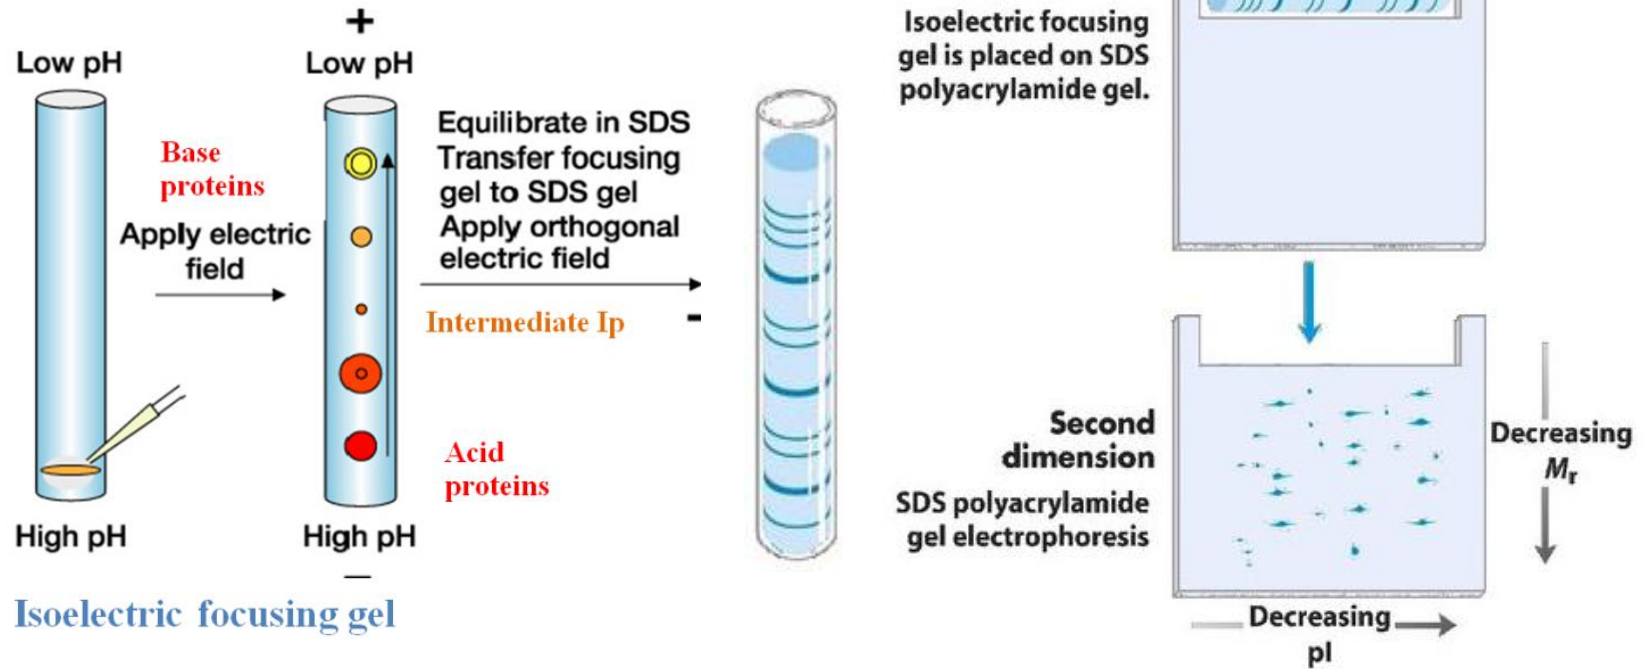 Low pH
High pH
Base
proteins
Apply electric
field
+
Low pH
High pH
—
Equilibrate in SDS
Transfer focusing
gel to SDS gel
Apply orthogonal
electric field
Intermediate Ip
-
Acid
proteins
Isoelectric focusing gel
Isoelectric focusing
gel is placed on SDS
polyacrylamide gel.
Second
dimension
SDS polyacrylamide
gel electrophoresis
Decreasing
Mr
Decreasing
pI